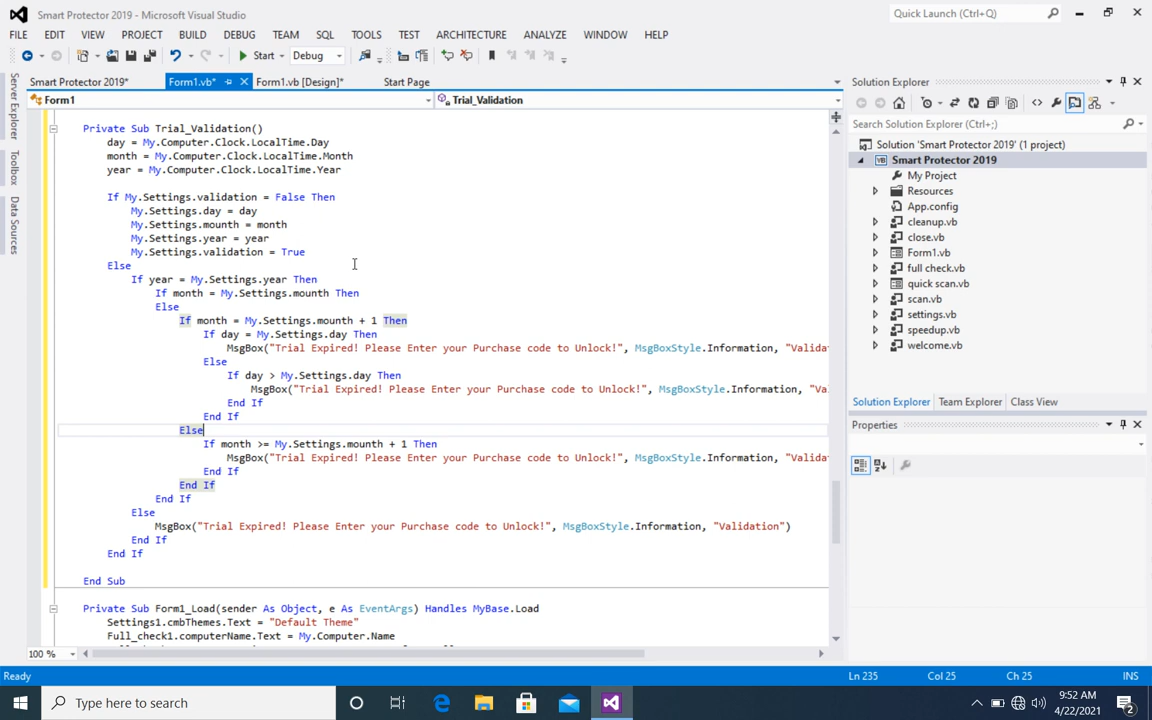 Smart Protector 2019 - Microsoft Visual Studio
Quick Launch (Ctrl+Q)
FILE EDIT VIEW PROJECT BUILD DEBUG TEAM SQL TOOLS TEST ARCHITECTURE ANALYZE WINDOW HELP
Start Debug
Smart Protector 2019* Form1.vb* Form1.vb [Design]* Start Page
Form1 Trial_Validation
Server Explorer
Toolbox
Data Sources
Private Sub Trial_Validation()
day = My.Computer.Clock.LocalTime.Day
month = My.Computer.Clock.LocalTime.Month
year = My.Computer.Clock.LocalTime.Year
If My.Settings.validation = False Then
My.Settings.day = day
My.Settings.mounth = month
My.Settings.year = year
My.Settings.validation = True
Else
If year = My.Settings.year Then
If month = My.Settings.mounth Then
Else
If month = My.Settings.mounth + 1 Then
If day = My.Settings.day Then
MsgBox("Trial Expired! Please Enter your Purchase code to Unlock!", MsgBoxStyle.Information, "Valida
Else
If day > My.Settings.day Then
MsgBox("Trial Expired! Please Enter your Purchase code to Unlock!", MsgBoxStyle.Information, "Va
End If
End If
Else
If month >= My.Settings.mounth + 1 Then
MsgBox("Trial Expired! Please Enter your Purchase code to Unlock!", MsgBoxStyle.Information, "Valida
End If
End If
End If
Else
MsgBox("Trial Expired! Please Enter your Purchase code to Unlock!", MsgBoxStyle.Information, "Validation")
End If
End If
End Sub
Private Sub Form1_Load(sender As Object, e As EventArgs) Handles MyBase.Load
Settings1.cmbThemes.Text = "Default Theme"
Full_check1.computerName.Text = My.Computer.Name
100 %
Solution Explorer
Search Solution Explorer (Ctrl+;)
Solution 'Smart Protector 2019' (1 project)
Smart Protector 2019
My Project
Resources
App.config
cleanup.vb
close.vb
Form1.vb
full check.vb
quick scan.vb
scan.vb
settings.vb
speedup.vb
welcome.vb
Solution Explorer Team Explorer Class View
Properties
Ready Ln 235 Col 25 Ch 25 INS
Type here to search
9:52 AM
4/22/2021
2